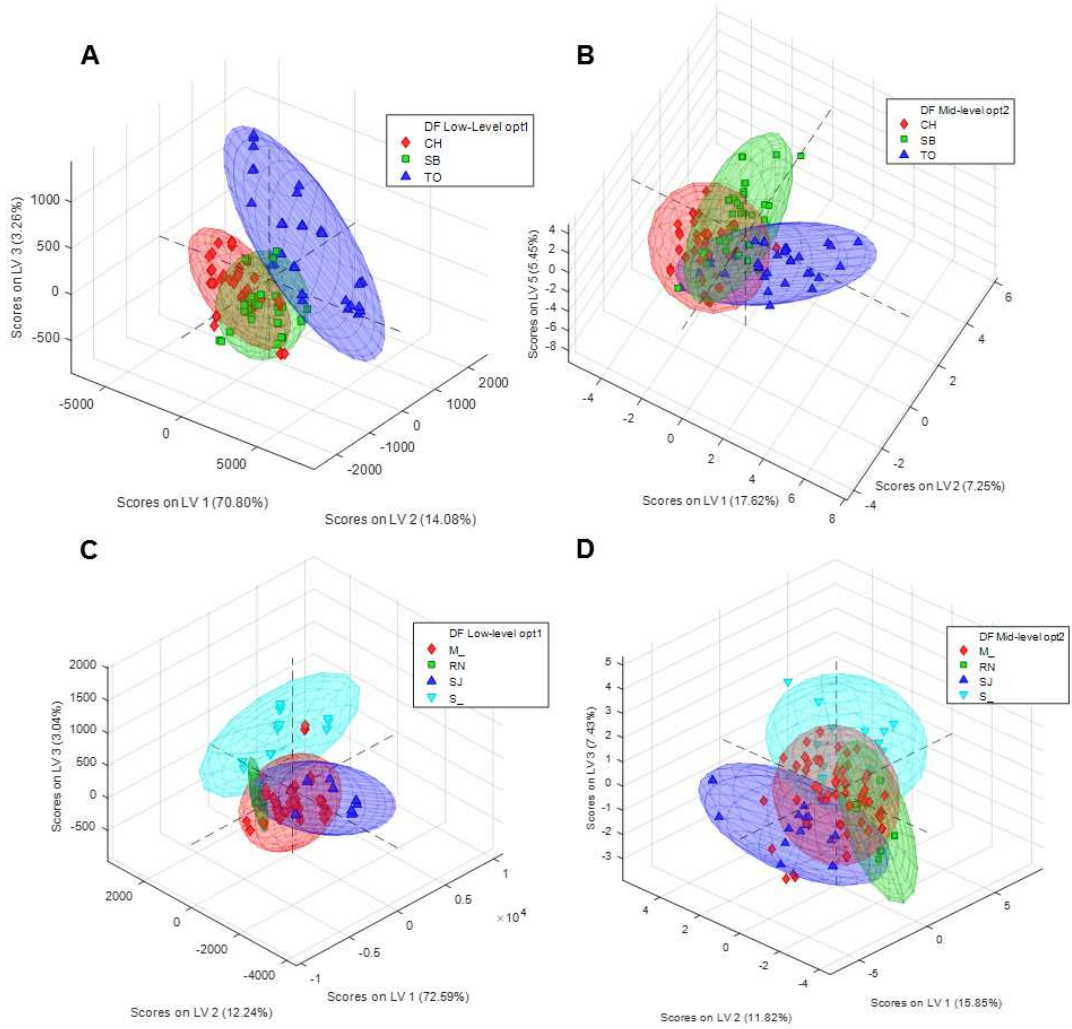 A
DF Low-Level opt1
CH
SB
TO
Scores on LV 3 (3.26%)
1000
500
0
-500
-5000
0
5000
Scores on LV 1 (70.80%)
-2000
-1000
0
1000
2000
Scores on LV 2 (14.08%)
B
DF Mid-level opt2
CH
SB
TO
Scores on LV 5 (5.45%)
4
2
0
-2
-4
-6
-8
-4
-2
0
2
4
6
8
Scores on LV 1 (17.62%)
-4
-2
0
2
4
6
Scores on LV 2 (7.25%)
C
DF Low-level opt1
M_
RN
SJ
S_
Scores on LV 3 (3.04%)
2000
1500
1000
500
0
-500
2000
0
-2000
-4000
Scores on LV 2 (12.24%)
-1
-0.5
0
0.5
1
×10⁴
Scores on LV 1 (72.59%)
D
DF Mid-level opt2
M_
RN
SJ
S_
Scores on LV 3 (7.43%)
5
4
3
2
1
0
-1
-2
-3
4
2
0
-2
-4
Scores on LV 2 (11.82%)
-5
0
5
Scores on LV 1 (15.85%)